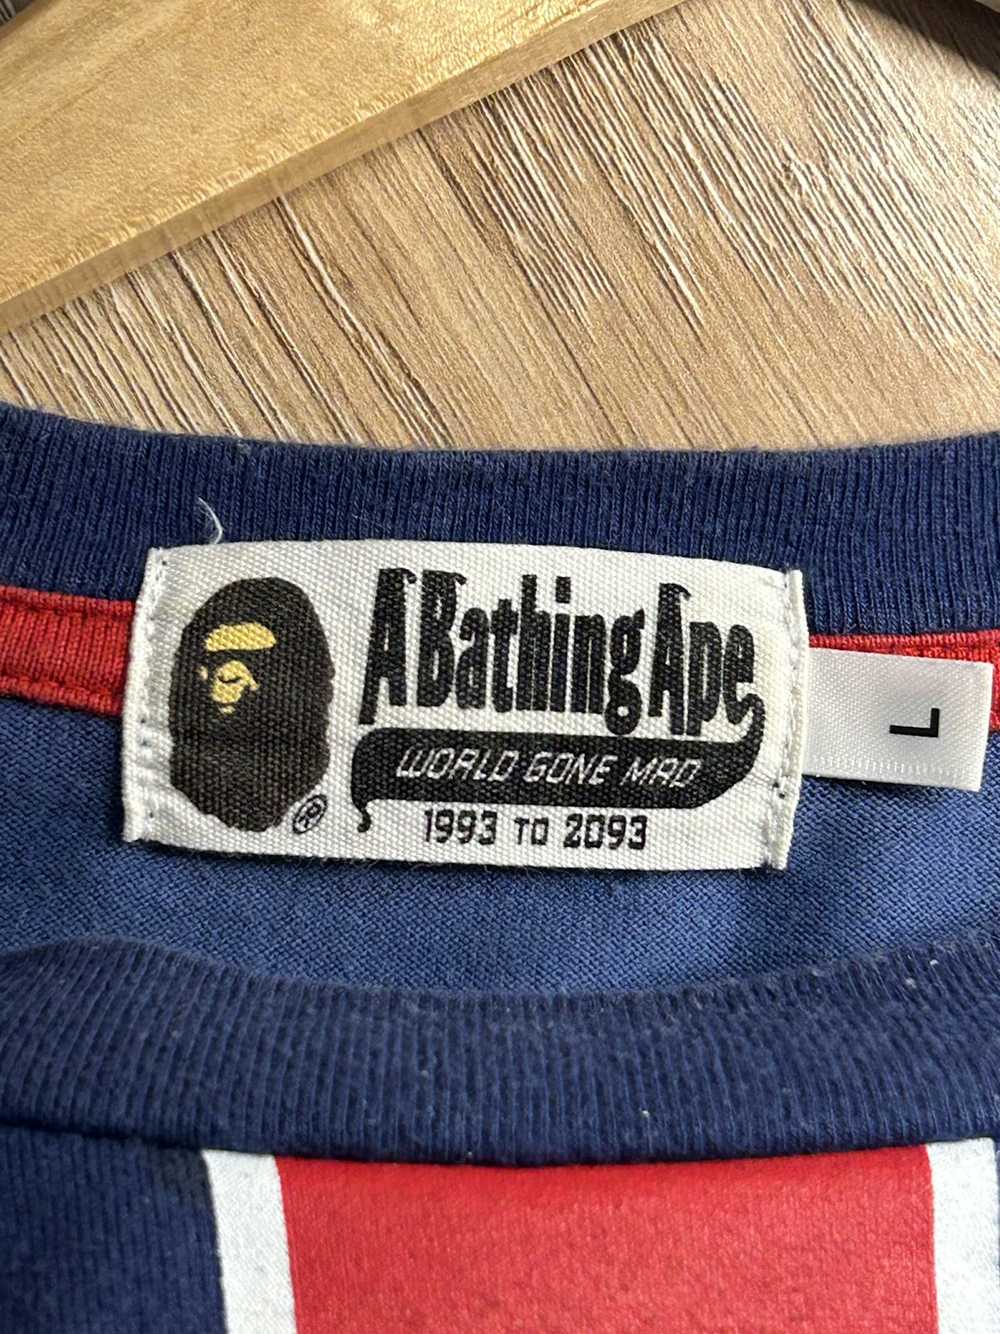 A Bathing Ape
WORLD GONE MAD
1993 TO 2093
L